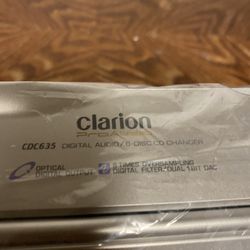 Clarion
ProAudio
CDC635 DIGITAL AUDIO/6-DISC CD CHANGER
OPTICAL
DIGITAL OUTPUT
8 TIMES OVERSAMPLING
DIGITAL FILTER/DUAL 1BIT DAC